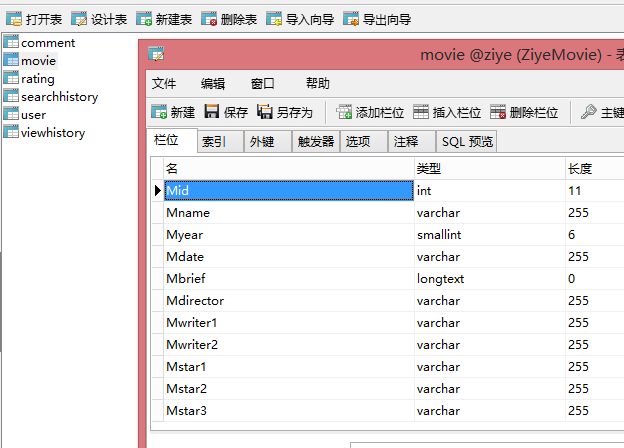 打开表 设计表 新建表 删除表 导入向导 导出向导
comment
movie
rating
searchhistory
user
viewhistory
movie @ziye (ZiyeMovie) - 表
文件 编辑 窗口 帮助
新建 保存 另存为 添加栏位 插入栏位 删除栏位 主键
栏位 索引 外键 触发器 选项 注释 SQL 预览
名 类型 长度
Mid int 11
Mname varchar 255
Myear smallint 6
Mdate varchar 255
Mbrief longtext 0
Mdirector varchar 255
Mwriter1 varchar 255
Mwriter2 varchar 255
Mstar1 varchar 255
Mstar2 varchar 255
Mstar3 varchar 255